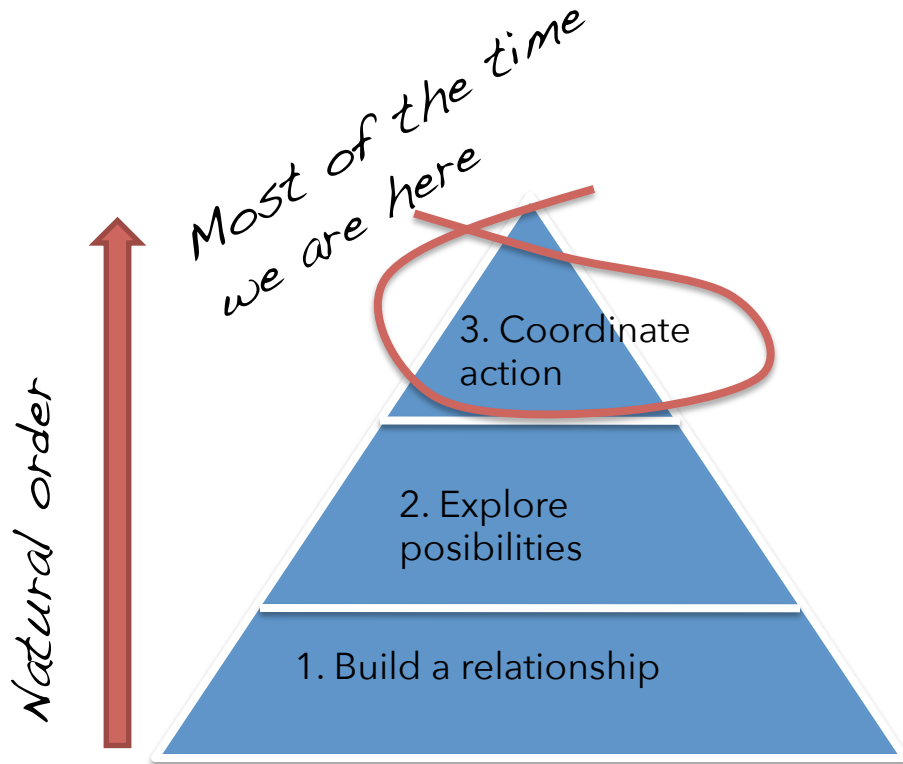 Most of the time
we are here
3. Coordinate
action
2. Explore
posibilities
1. Build a relationship
Natural order